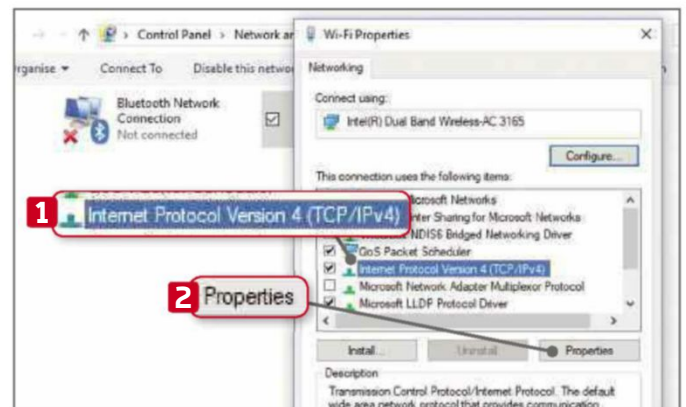 Control Panel > Network an
Wi-Fi Properties
rganise
Connect To
Disable this networ
Networking
Bluetooth Network
Connection
Not connected
Connect using:
Intel(R) Dual Band Wireless-AC 3165
Configure...
This connection uses the following items:
crosoft Networks
nter Sharing for Microsoft Networks
NDIS6 Bridged Networking Driver
QoS Packet Scheduler
Internet Protocol Version 4 (TCP/IPv4)
Microsoft Network Adapter Multiplexor Protocol
Microsoft LLDP Protocol Driver
1 Internet Protocol Version 4 (TCP/IPv4)
2 Properties
Install...
Uninstall
Properties
Description
Transmission Control Protocol/Internet Protocol. The default
wide area network protocol that provides communication